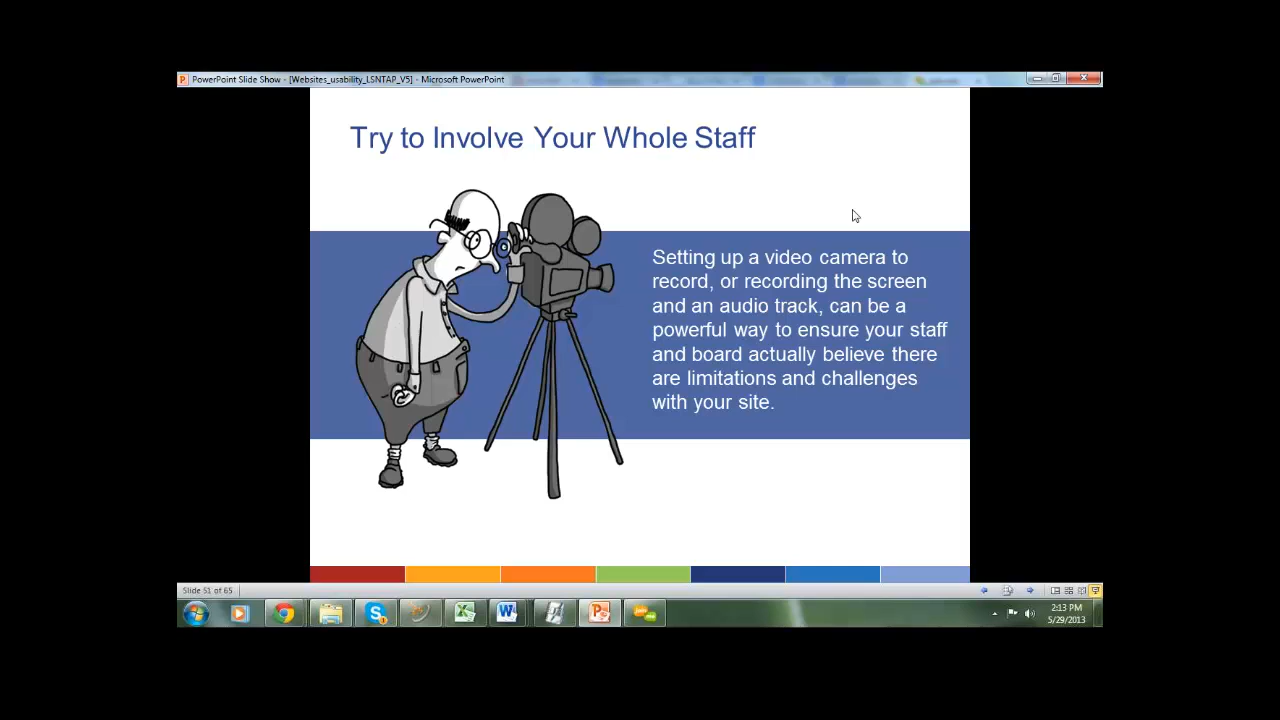 PowerPoint Slide Show - [Websites_usability_LSNTAP_V5] - Microsoft PowerPoint
Try to Involve Your Whole Staff
Setting up a video camera to
record, or recording the screen
and an audio track, can be a
powerful way to ensure your staff
and board actually believe there
are limitations and challenges
with your site.
Slide 51 of 65
2:13 PM
5/29/2013